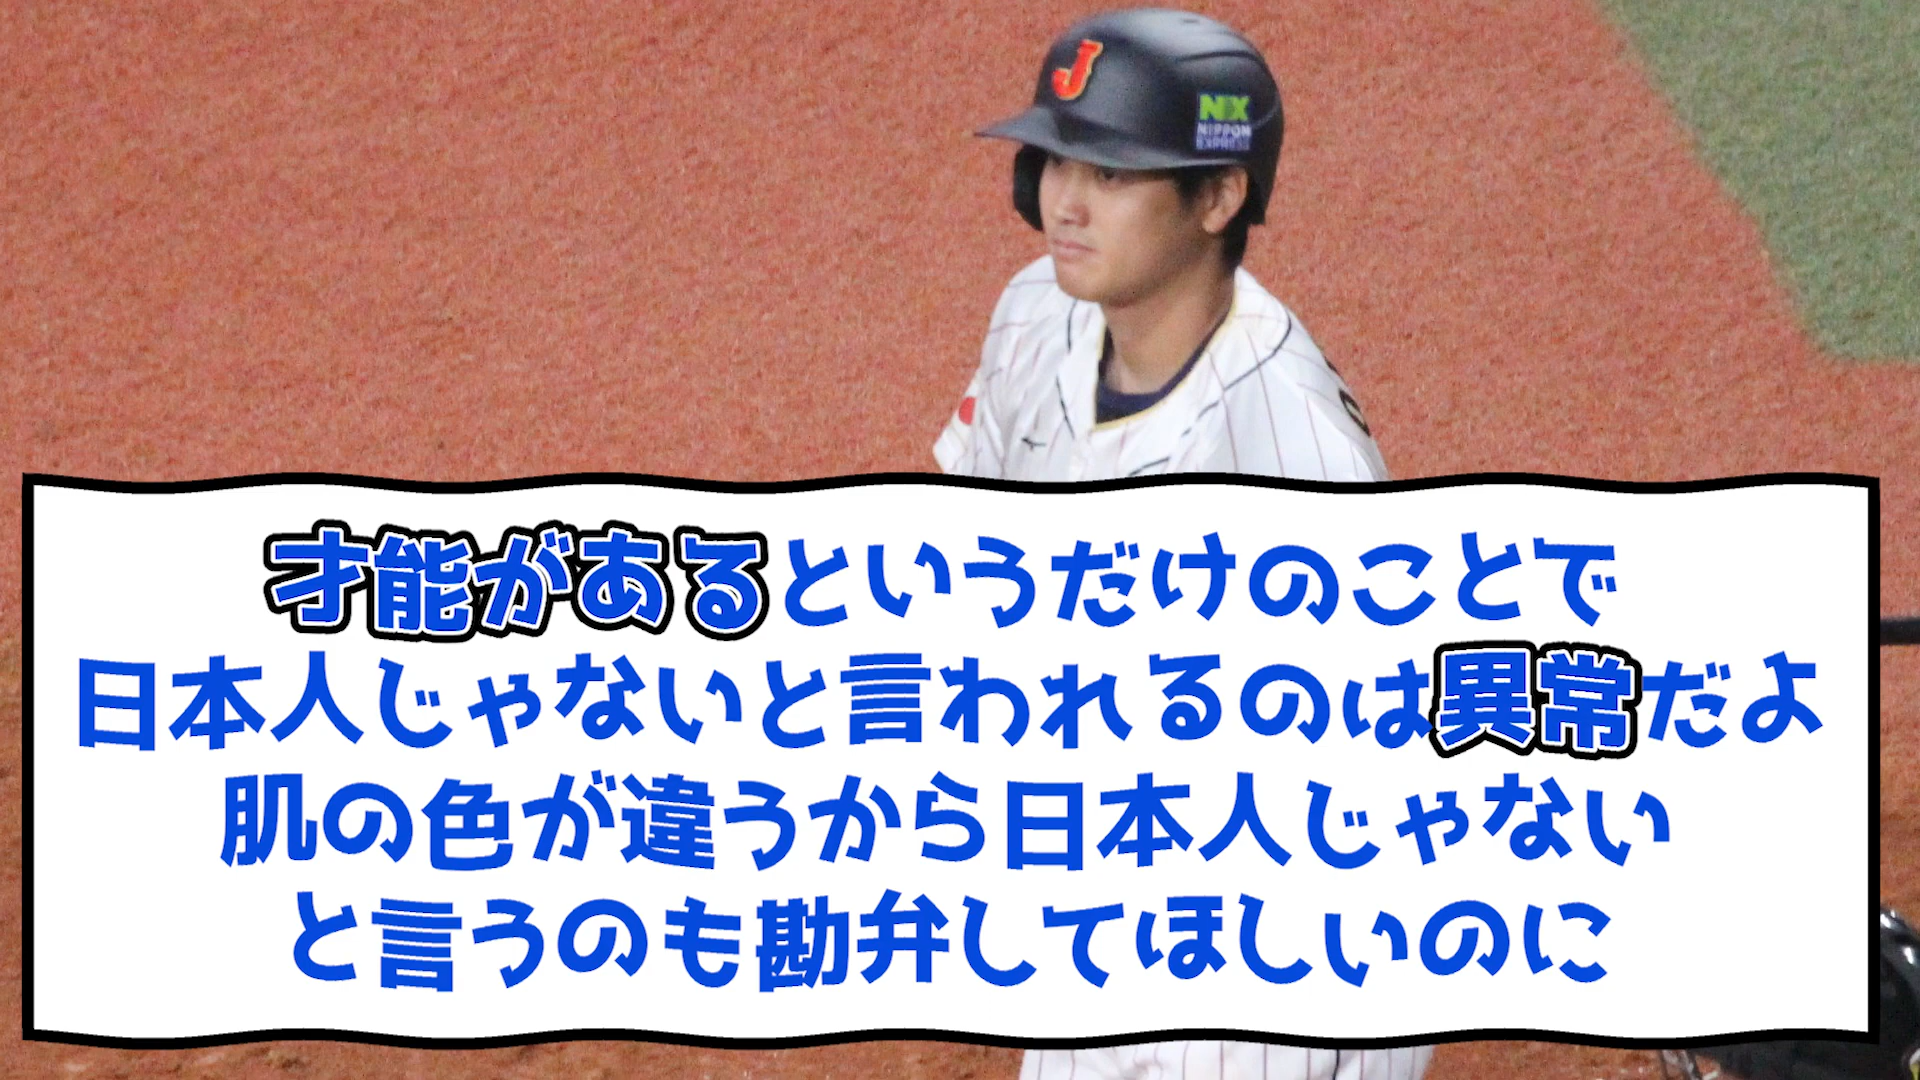 J
NX
NIPPON
EXPRESS
才能があるというだけのことで
日本人じゃないと言われるのは異常だよ
肌の色が違うから日本人じゃない
と言うのも勘弁してほしいのに